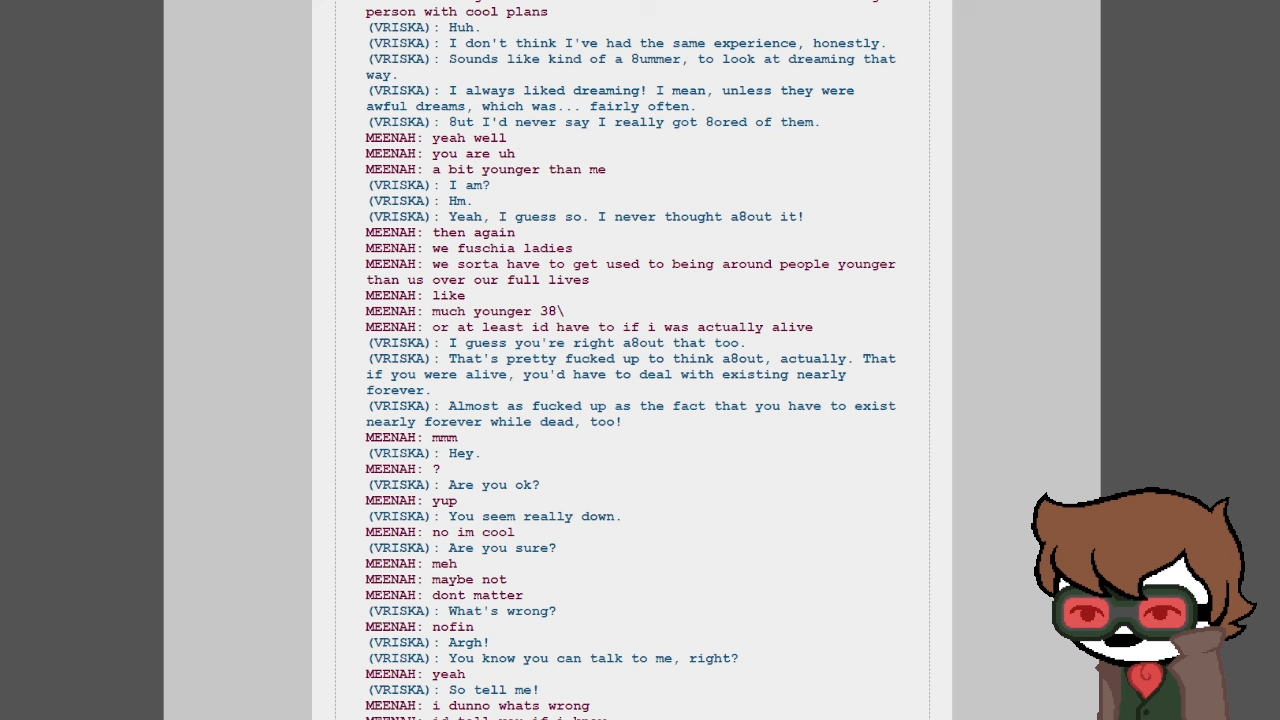 person with cool plans
(VRISKA): Huh.
(VRISKA): I don't think I've had the same experience, honestly.
(VRISKA): Sounds like kind of a 8ummer, to look at dreaming that
way.
(VRISKA): I always liked dreaming! I mean, unless they were
awful dreams, which was... fairly often.
(VRISKA): 8ut I'd never say I really got 8ored of them.
MEENAH: yeah well
MEENAH: you are uh
MEENAH: a bit younger than me
(VRISKA): I am?
(VRISKA): Hm.
(VRISKA): Yeah, I guess so. I never thought a8out it!
MEENAH: then again
MEENAH: we fuschia ladies
MEENAH: we sorta have to get used to being around people younger
than us over our full lives
MEENAH: like
MEENAH: much younger 38\
MEENAH: or at least id have to if i was actually alive
(VRISKA): I guess you're right a8out that too.
(VRISKA): That's pretty fucked up to think a8out, actually. That
if you were alive, you'd have to deal with existing nearly
forever.
(VRISKA): Almost as fucked up as the fact that you have to exist
nearly forever while dead, too!
MEENAH: mmm
(VRISKA): Hey.
MEENAH: ?
(VRISKA): Are you ok?
MEENAH: yup
(VRISKA): You seem really down.
MEENAH: no im cool
(VRISKA): Are you sure?
MEENAH: meh
MEENAH: maybe not
MEENAH: dont matter
(VRISKA): What's wrong?
MEENAH: nofin
(VRISKA): Argh!
(VRISKA): You know you can talk to me, right?
MEENAH: yeah
(VRISKA): So tell me!
MEENAH: i dunno whats wrong
MEENAH: id tell you if i knew